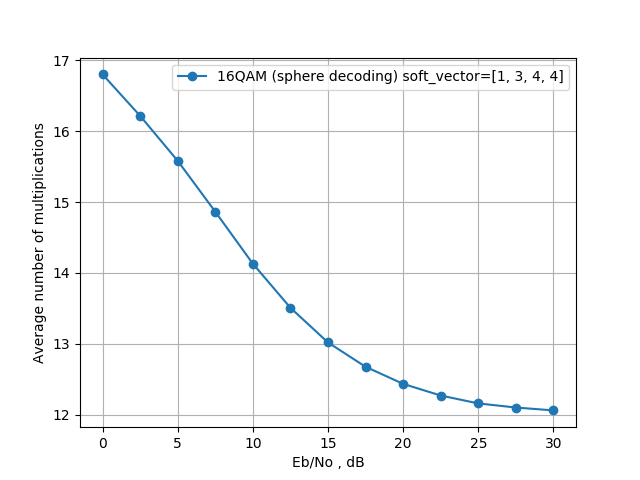 17
16
15
14
13
12
Average number of multiplications
16QAM (sphere decoding) soft_vector=[1, 3, 4, 4]
0 5 10 15 20 25 30
Eb/No , dB